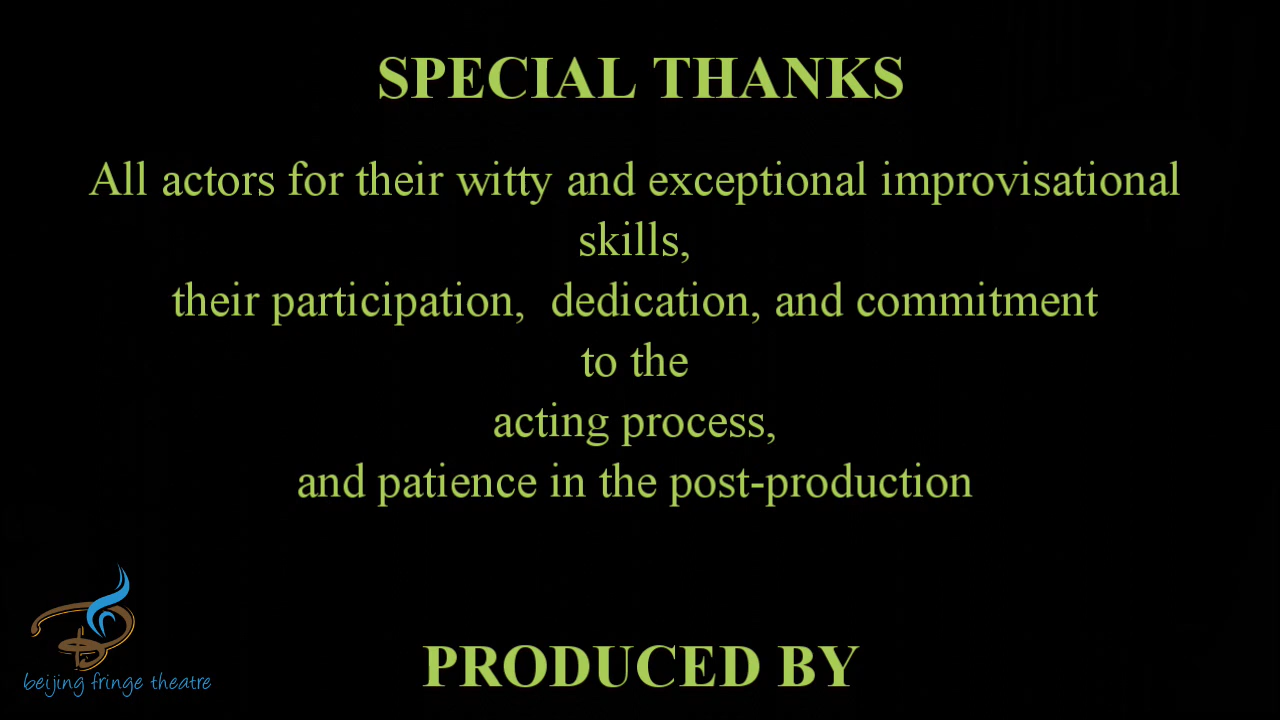 SPECIAL THANKS
All actors for their witty and exceptional improvisational
skills,
their participation,  dedication, and commitment
to the
acting process,
and patience in the post-production
beijing fringe theatre
PRODUCED BY